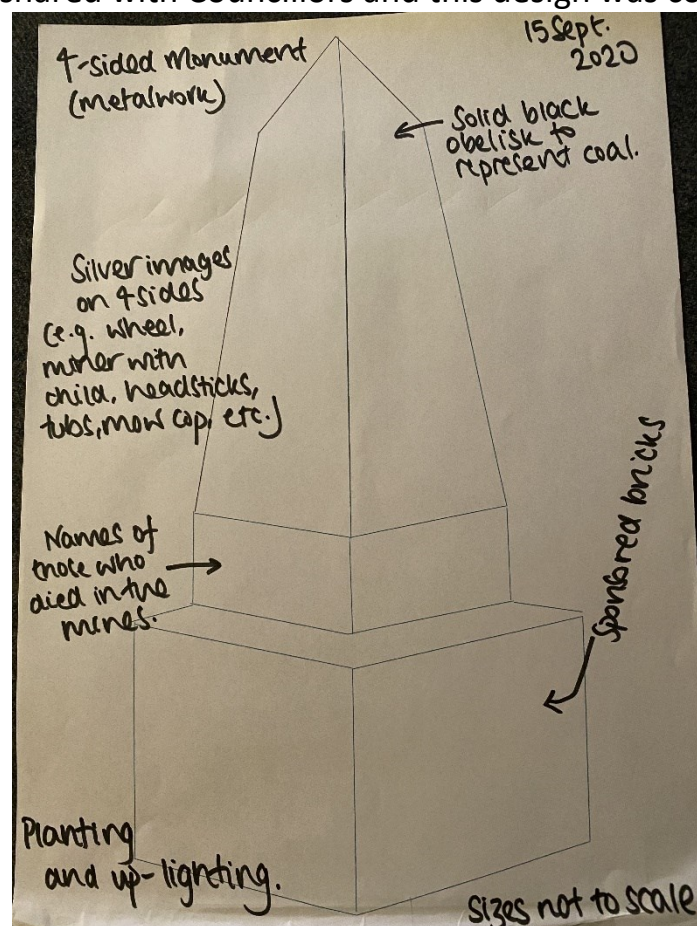 shared with Councillors and this design was co
15 Sept.
2020
4-sided Monument
(metalwork)
Solid black
obelisk to
represent coal.
Silver images
on 4 sides
(e.g. wheel,
miner with
child, headsticks,
tubs, mow cop, etc.)
Names of
those who
died in the
mines.
Sponsored bricks
Planting
and up-lighting.
Sizes not to scale